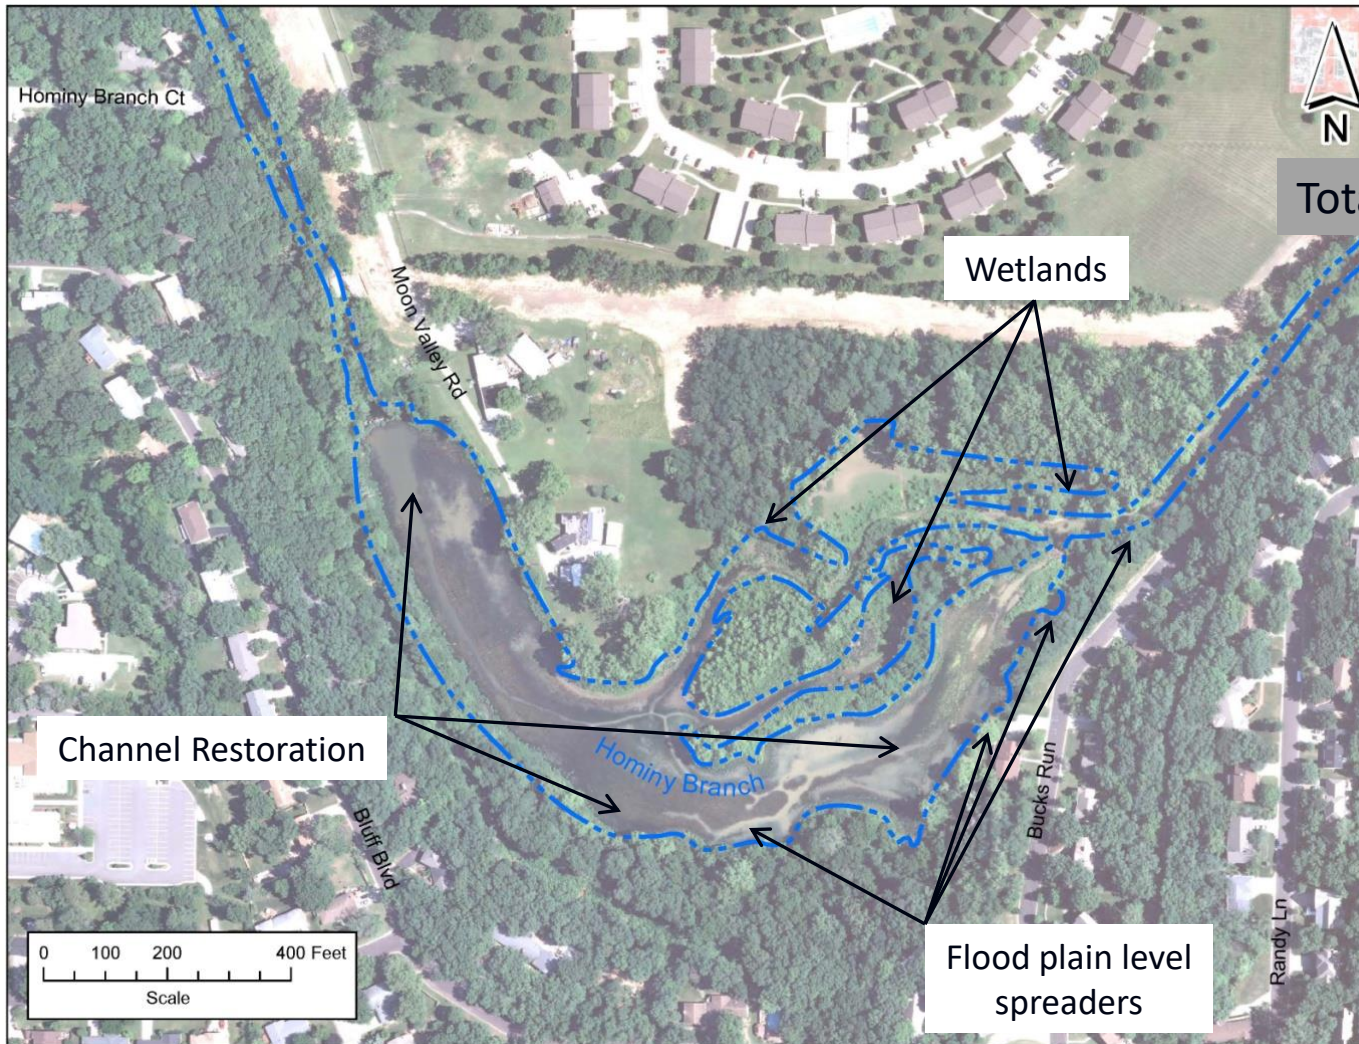 Hominy Branch Ct
N
Tot
Wetlands
Moon Valley Rd
Channel Restoration
Hominy Branch
Bluff Blvd
Bucks Run
Randy Ln
Flood plain level
spreaders
0 100 200 400 Feet
Scale